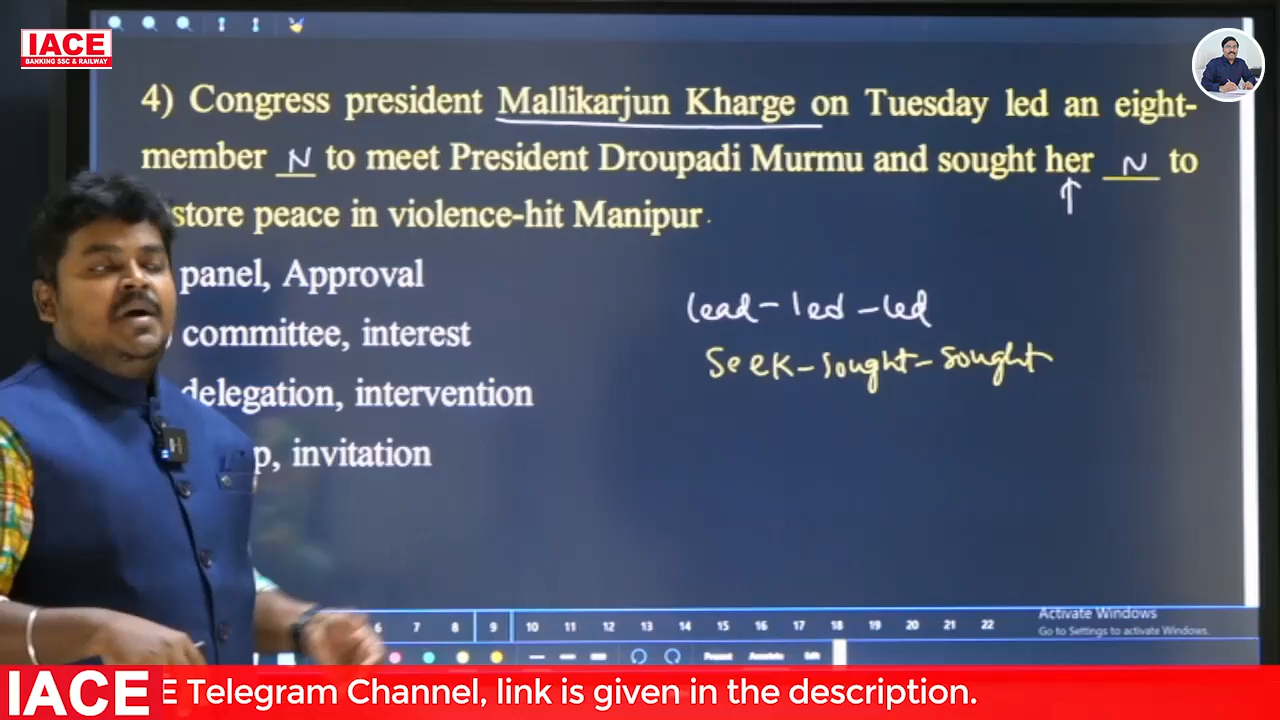 IACE
BANKING SSC & RAILWAY
4) Congress president Mallikarjun Kharge on Tuesday led an eight-
member N to meet President Droupadi Murmu and sought her N to
store peace in violence-hit Manipur.
panel, Approval
committee, interest
delegation, intervention
p, invitation
lead - led - led
Seek - sought - sought
6 7 8 9 10 11 12 13 14 15 16 17 18 19 20 21 22
Activate Windows
Go to Settings to activate Windows.
Present Annotate Edit
IACE E Telegram Channel, link is given in the description.